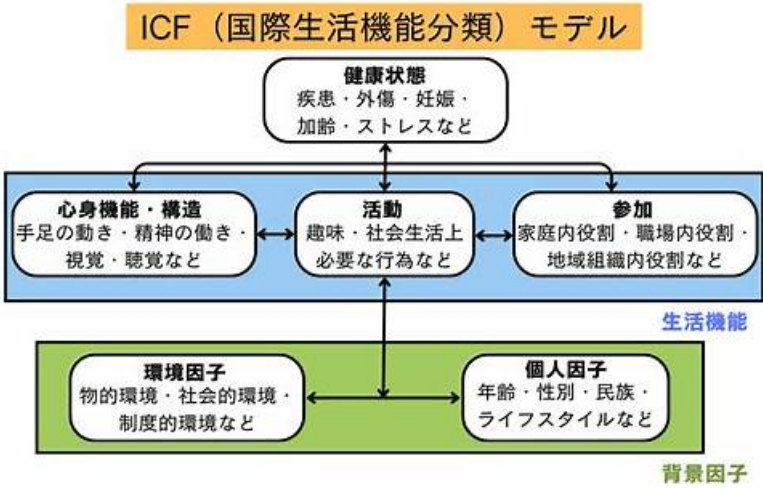 ICF（国際生活機能分類）モデル
健康状態
疾患・外傷・妊娠・
加齢・ストレスなど
心身機能・構造
手足の動き・精神の働き・
視覚・聴覚など
活動
趣味・社会生活上
必要な行為など
参加
家庭内役割・職場内役割・
地域組織内役割など
生活機能
環境因子
物的環境・社会的環境・
制度的環境など
個人因子
年齢・性別・民族・
ライフスタイルなど
背景因子